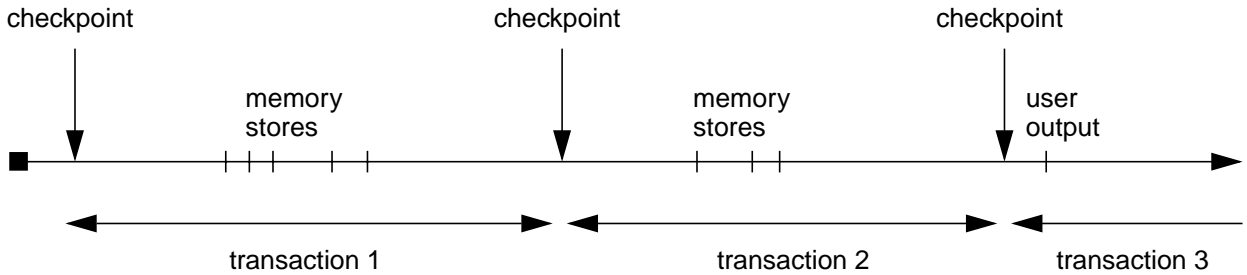 checkpoint
checkpoint
checkpoint
memory
stores
memory
stores
user
output
transaction 1
transaction 2
transaction 3